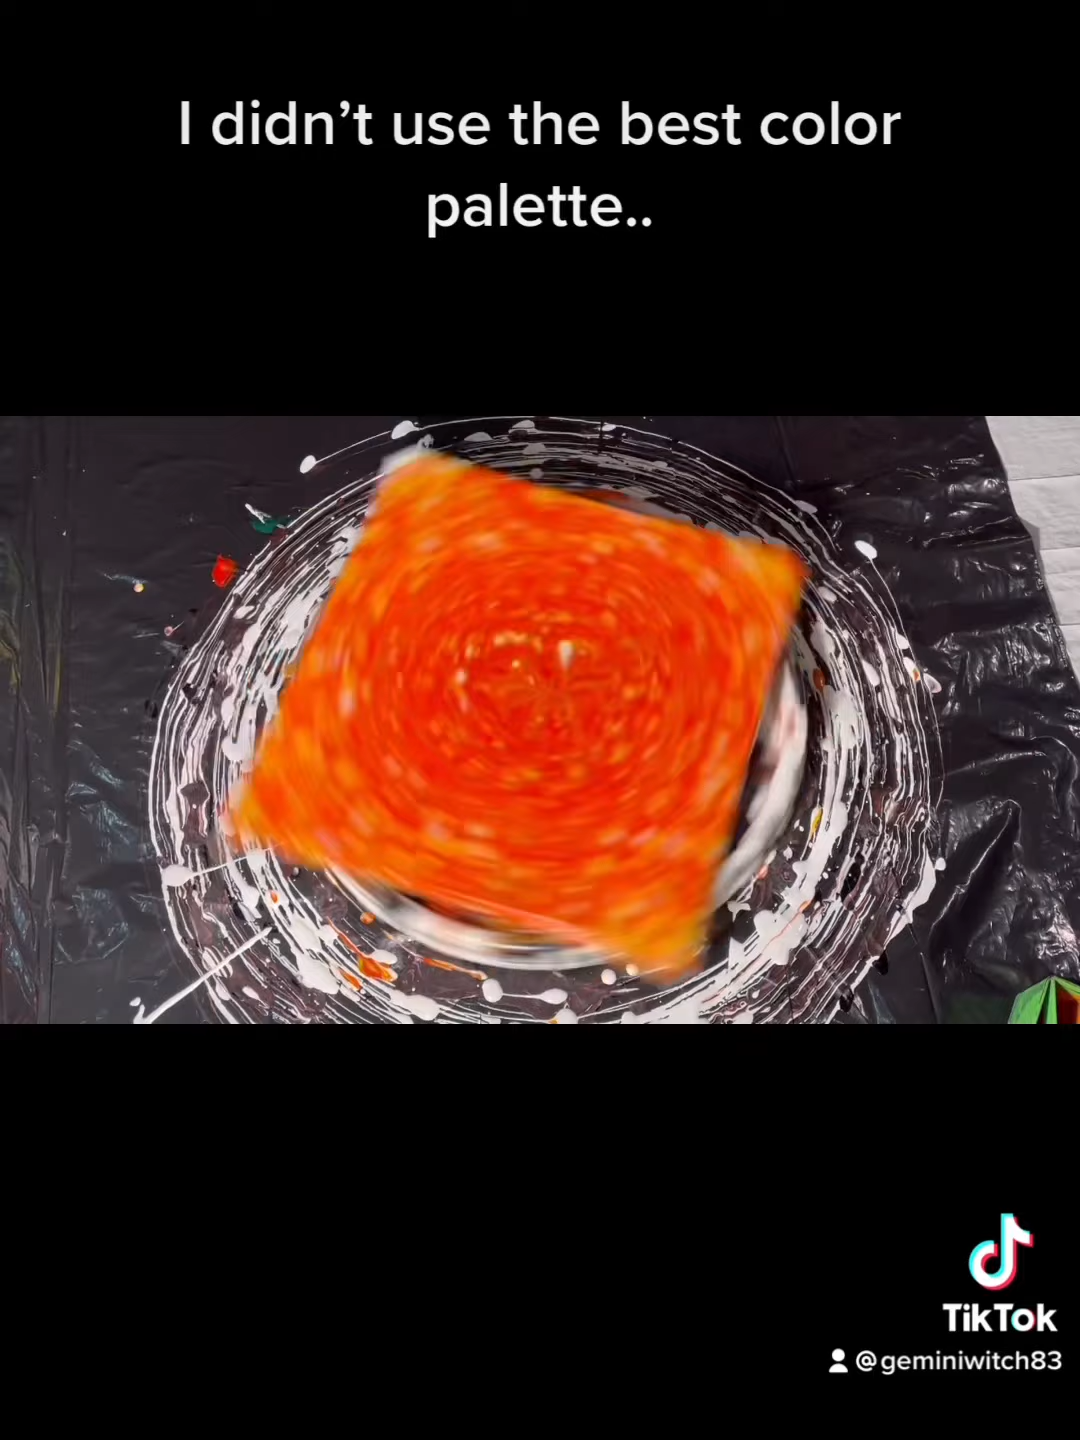 I didn’t use the best color
palette..
TikTok
@geminiwitch83